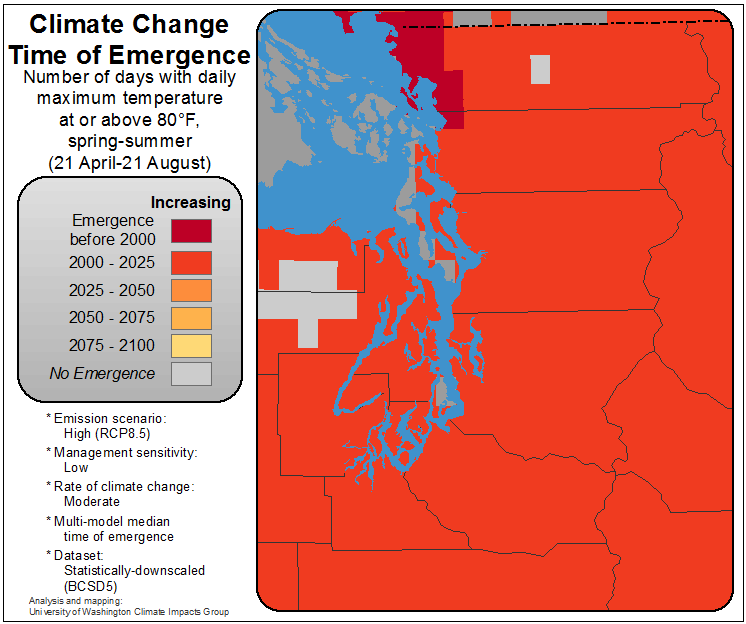 Climate Change
Time of Emergence
Number of days with daily
maximum temperature
at or above 80°F,
spring-summer
(21 April-21 August)
Increasing
Emergence
before 2000
2000 - 2025
2025 - 2050
2050 - 2075
2075 - 2100
No Emergence
* Emission scenario:
High (RCP8.5)
* Management sensitivity:
Low
* Rate of climate change:
Moderate
* Multi-model median
time of emergence
* Dataset:
Statistically-downscaled
(BCSD5)
Analysis and mapping:
University of Washington Climate Impacts Group